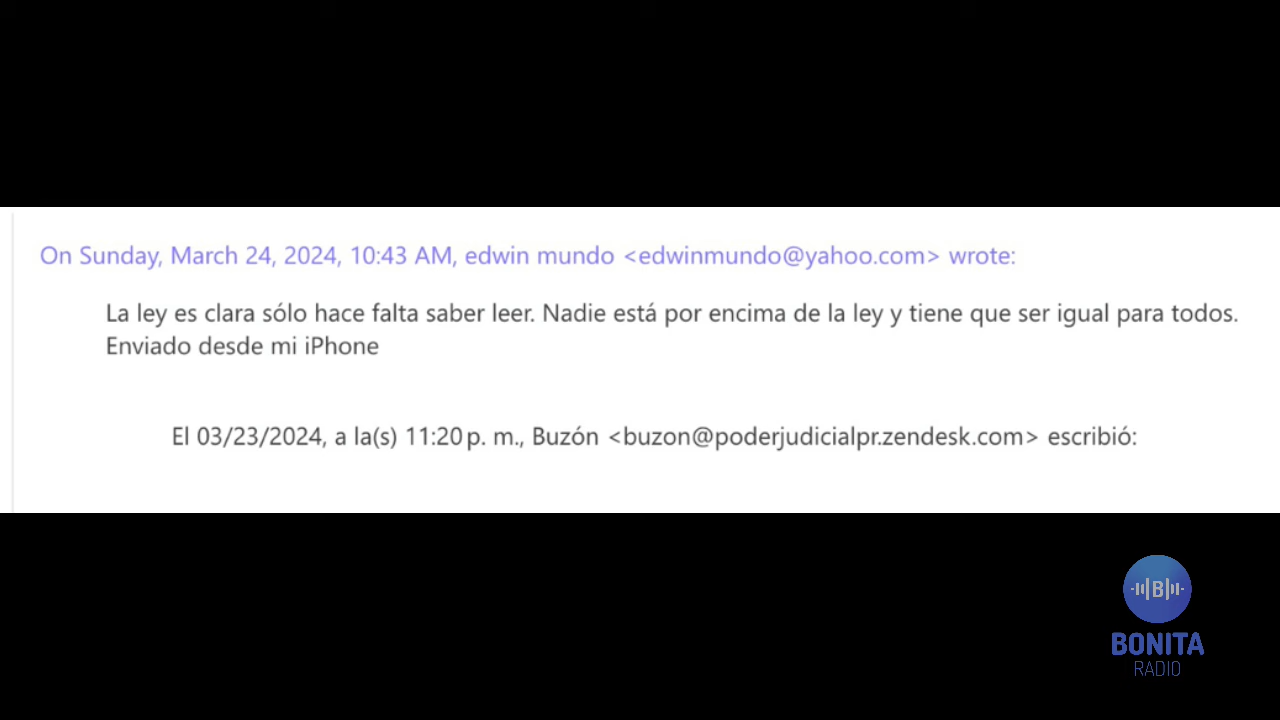 On Sunday, March 24, 2024, 10:43 AM, edwin mundo <edwinmundo@yahoo.com> wrote:
La ley es clara sólo hace falta saber leer. Nadie está por encima de la ley y tiene que ser igual para todos.
Enviado desde mi iPhone
El 03/23/2024, a la(s) 11:20 p. m., Buzón <buzon@poderjudicialpr.zendesk.com> escribió:
B
BONITA
RADIO